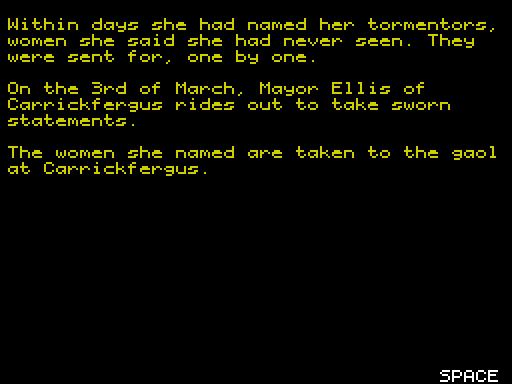 Within days she had named her tormentors,
women she said she had never seen. They
were sent for, one by one.
On the 3rd of March, Mayor Ellis of
Carrickfergus rides out to take sworn
statements.
The women she named are taken to the gaol
at Carrickfergus.
SPACE